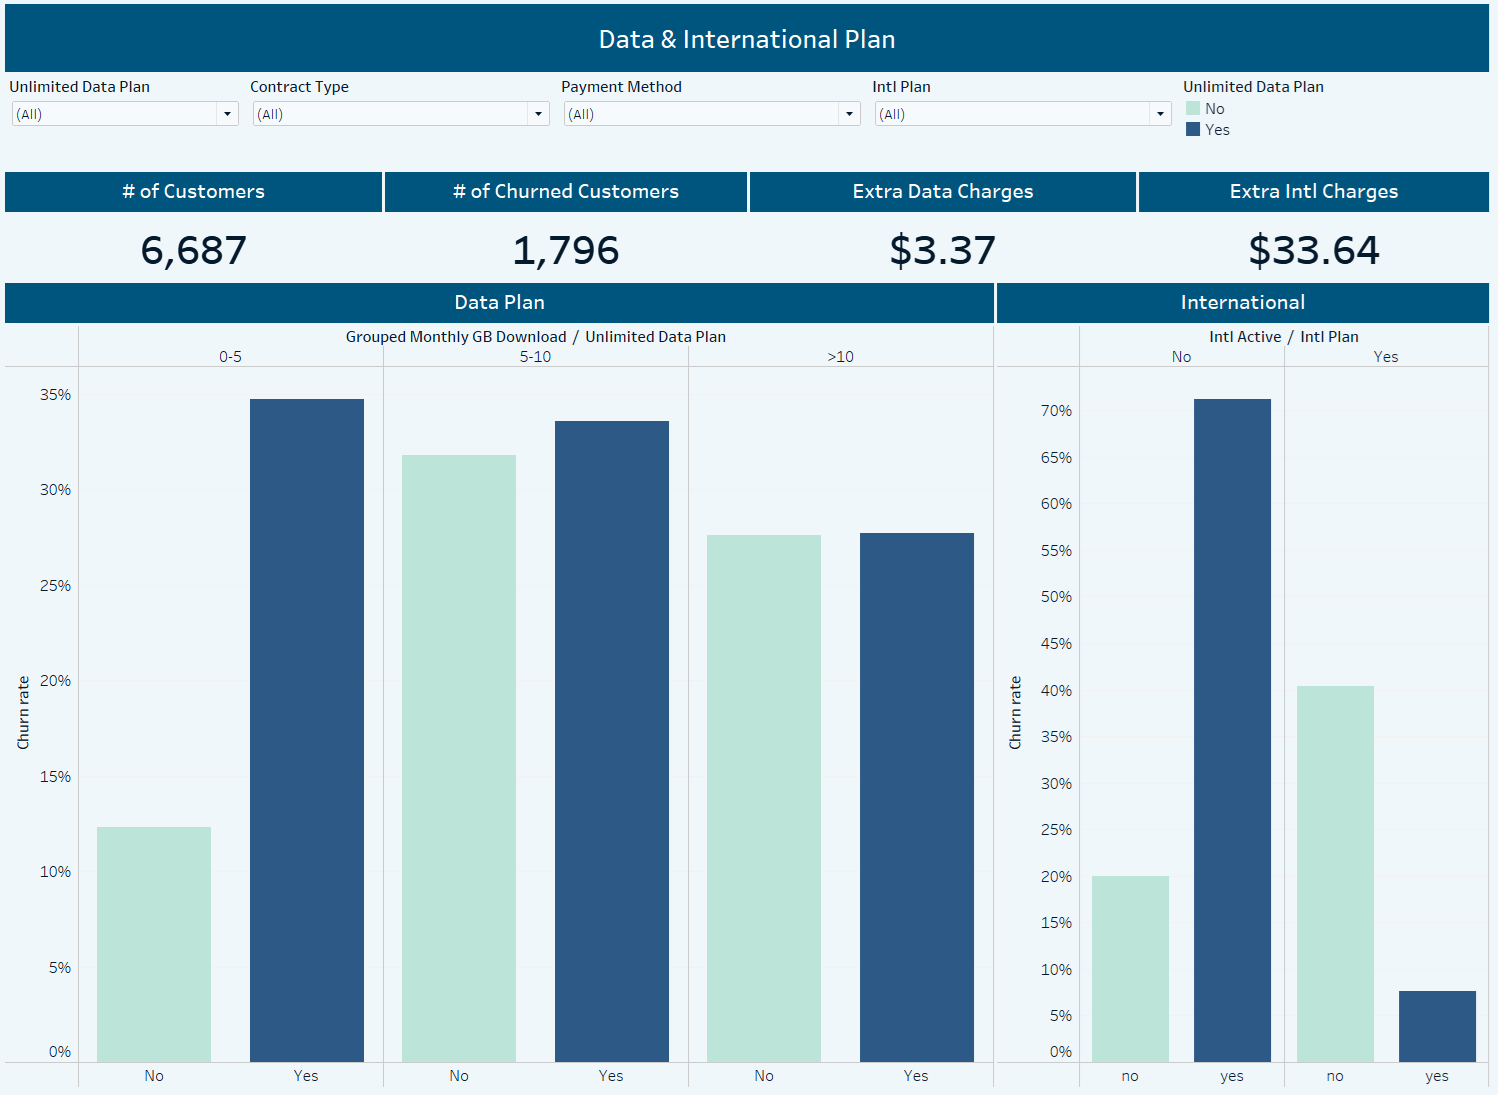 Data & International Plan
Unlimited Data Plan Contract Type Payment Method Intl Plan Unlimited Data Plan
(All) (All) (All) (All) No
Yes
# of Customers # of Churned Customers Extra Data Charges Extra Intl Charges
6,687 1,796 $3.37 $33.64
Data Plan International
Grouped Monthly GB Download / Unlimited Data Plan Intl Active / Intl Plan
0-5 5-10 >10 No Yes
Churn rate
35%
30%
25%
20%
15%
10%
5%
0%
No Yes No Yes No Yes
Churn rate
70%
65%
60%
55%
50%
45%
40%
35%
30%
25%
20%
15%
10%
5%
0%
no yes no yes